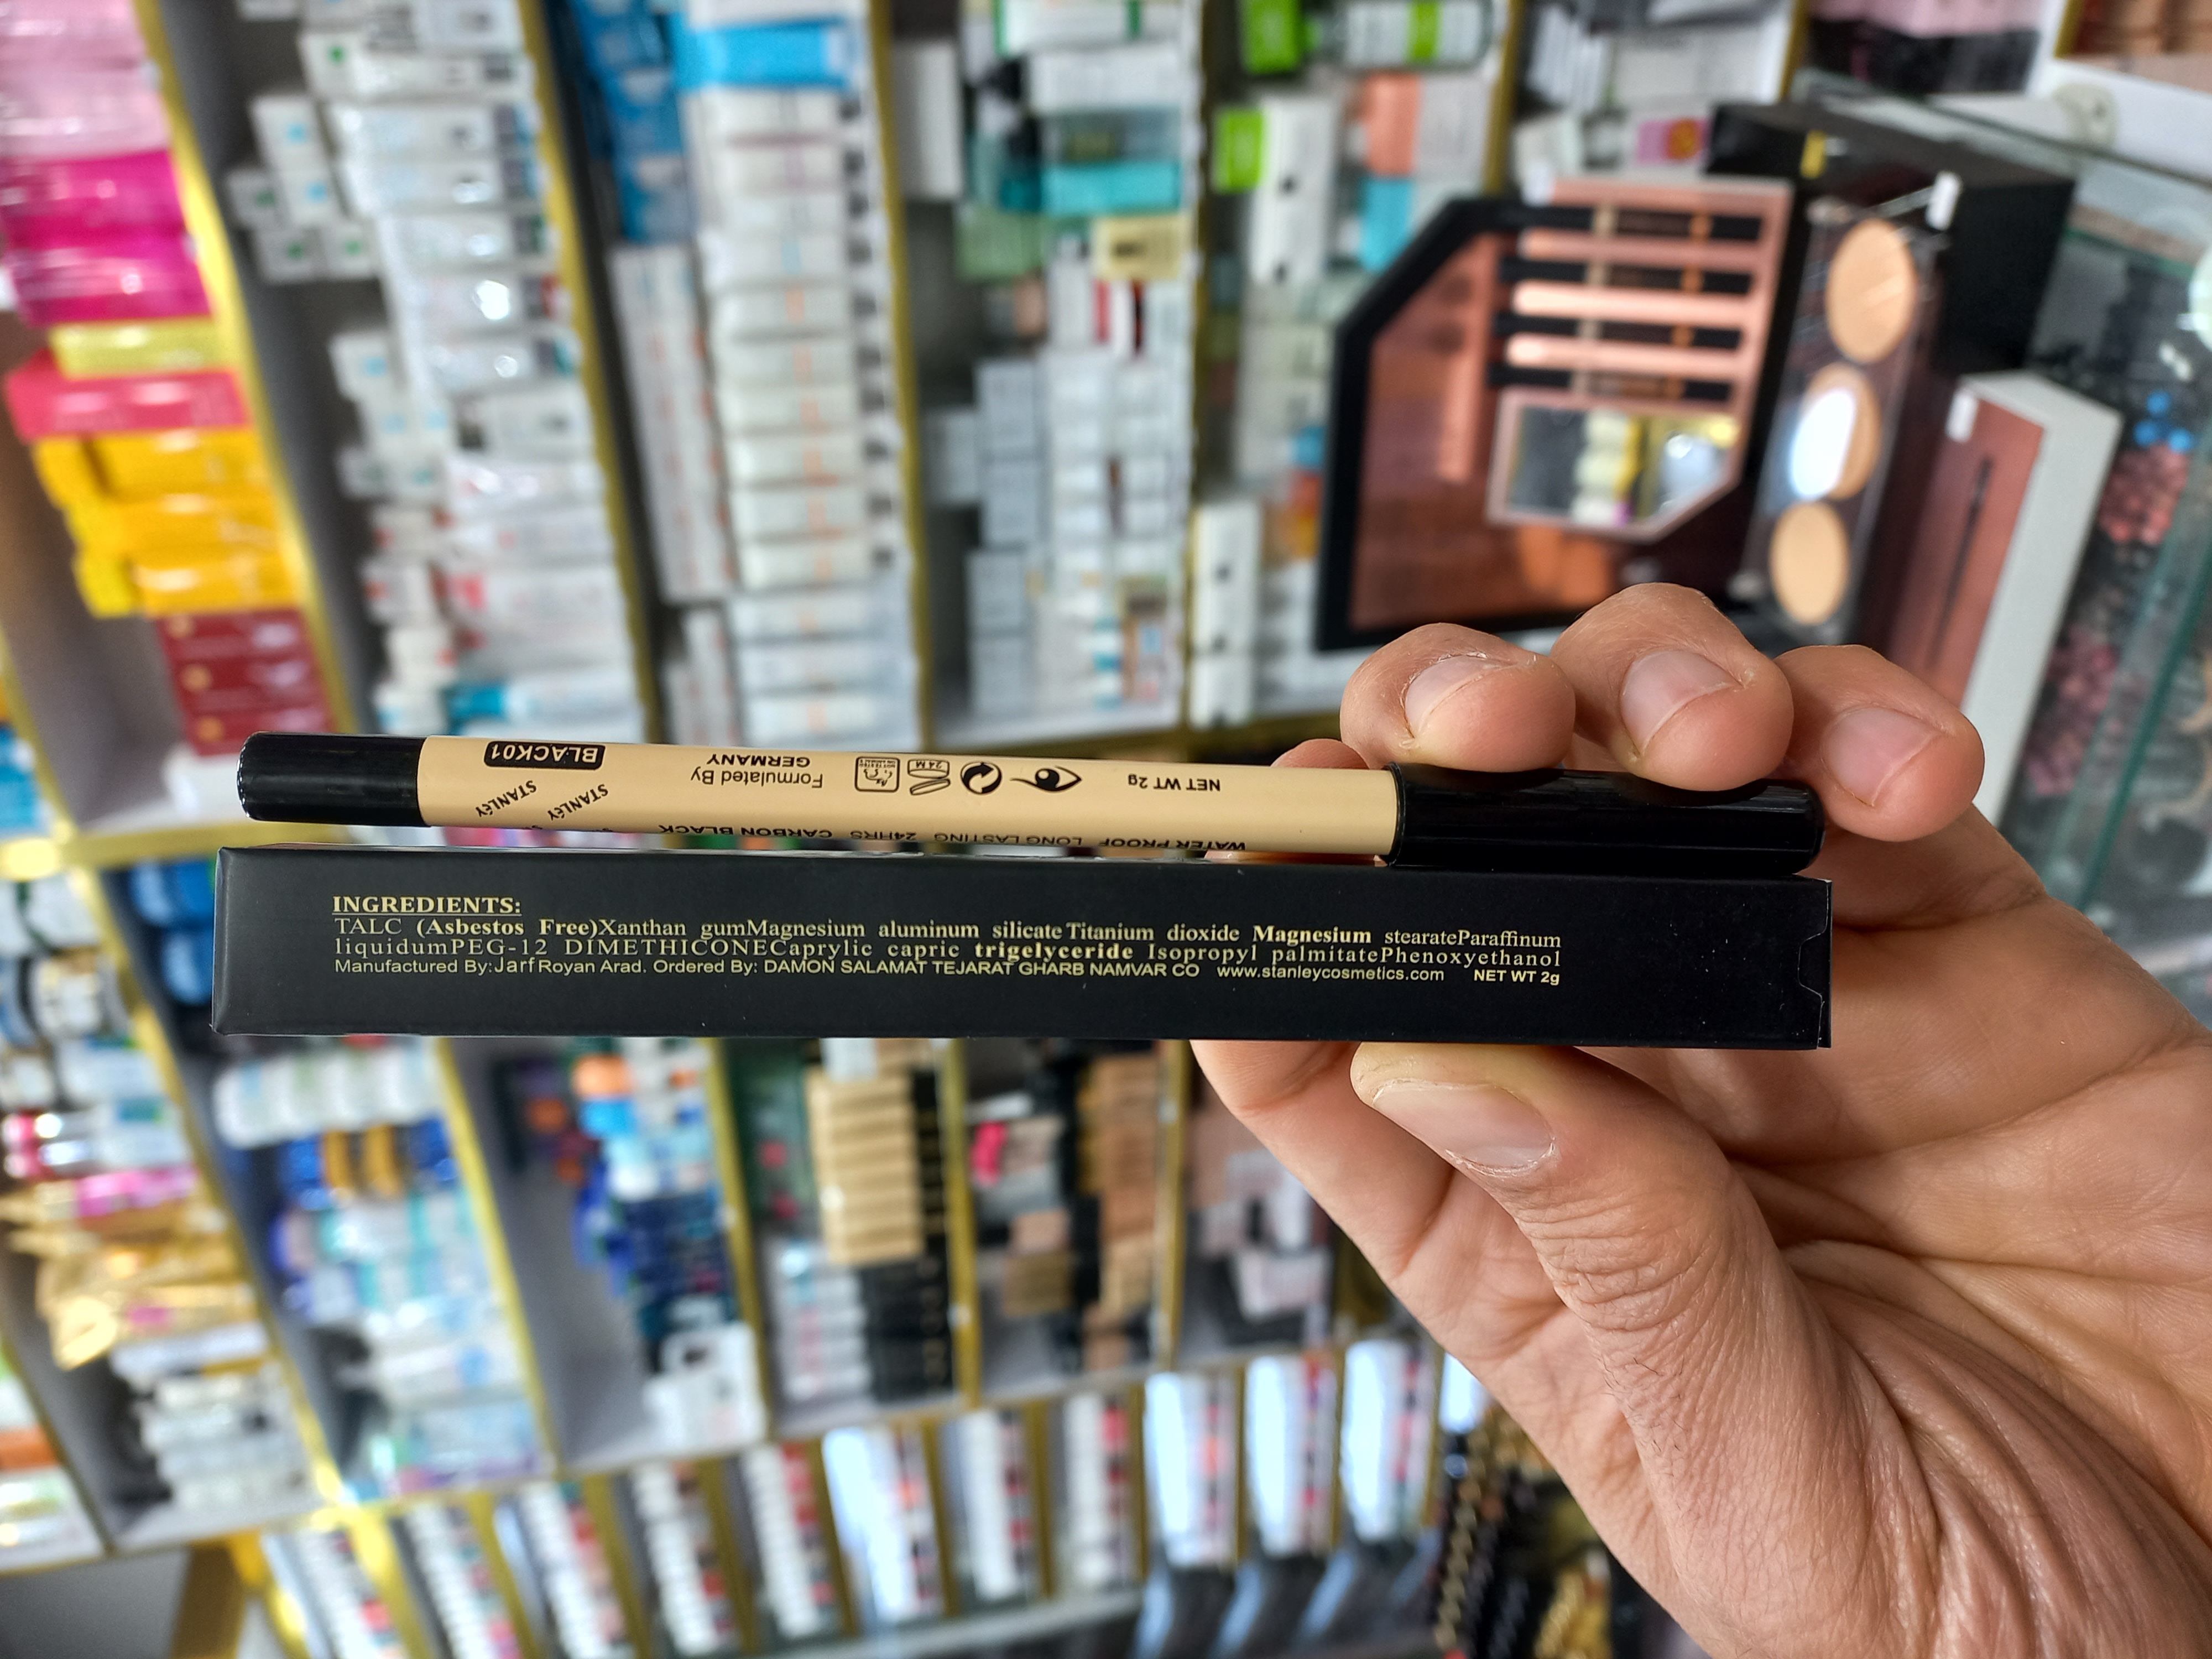 BLACK01
STANLEY
STANLEY
Formulated By
GERMANY
24M
NET WT 2g
WATER PROOF LONG LASTING 24HRS CARBON BLACK
INGREDIENTS:
TALC (Asbestos Free)Xanthan gumMagnesium aluminum silicate Titanium dioxide Magnesium stearateParaffinum
liquidumPEG-12 DIMETHICONECaprylic capric trigelyceride Isopropyl palmitatePhenoxyethanol
Manufactured By: Jarf Royan Arad. Ordered By: DAMON SALAMAT TEJARAT GHARB NAMVAR CO www.stanleycosmetics.com NET WT 2g